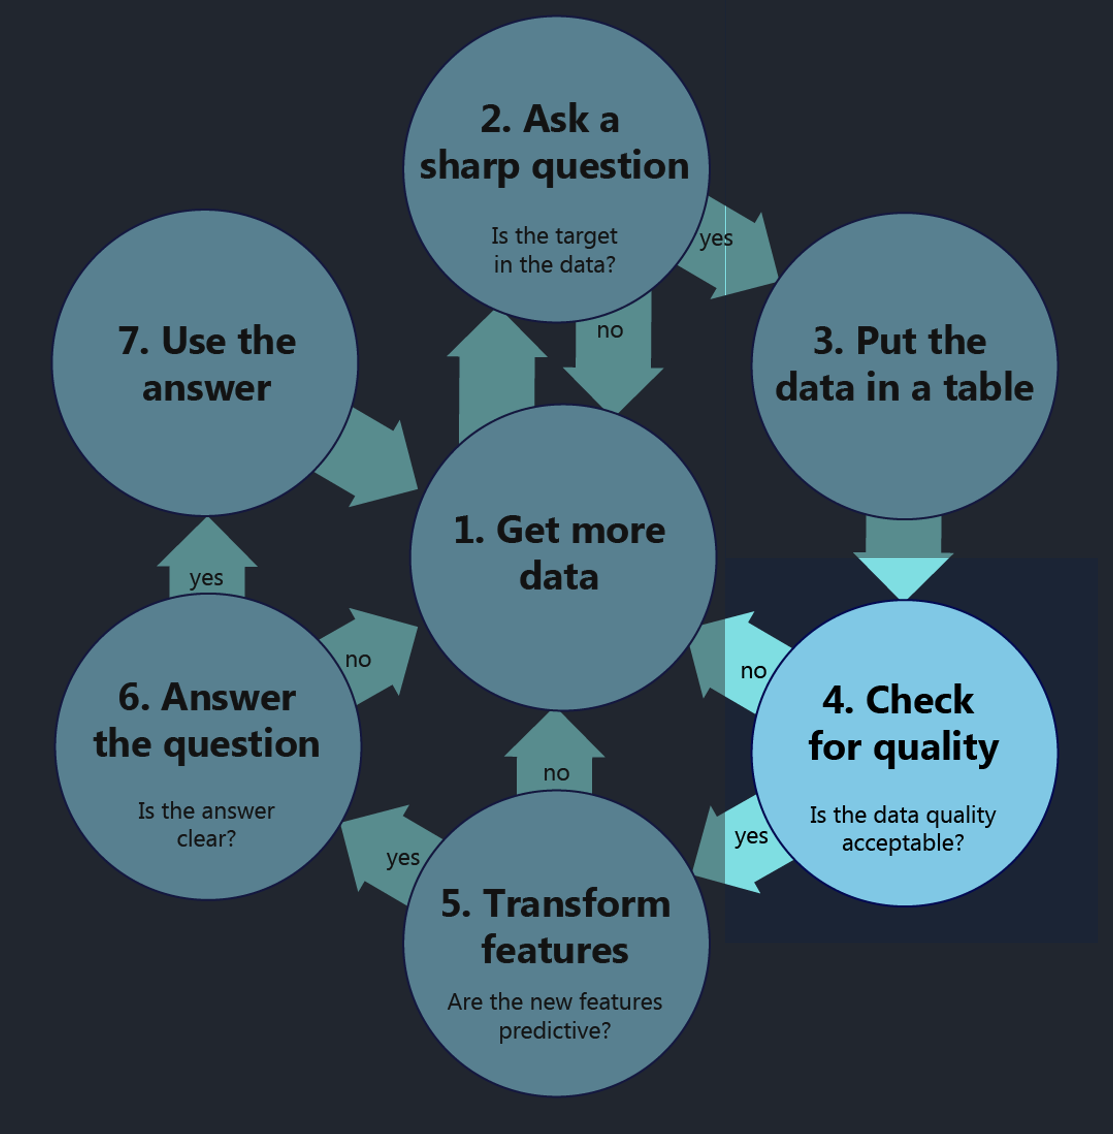 2. Ask a
sharp question
Is the target
in the data?
yes
no
3. Put the
data in a table
7. Use the
answer
1. Get more
data
yes
no
no
4. Check
for quality
Is the data quality
acceptable?
yes
6. Answer
the question
Is the answer
clear?
no
yes
5. Transform
features
Are the new features
predictive?